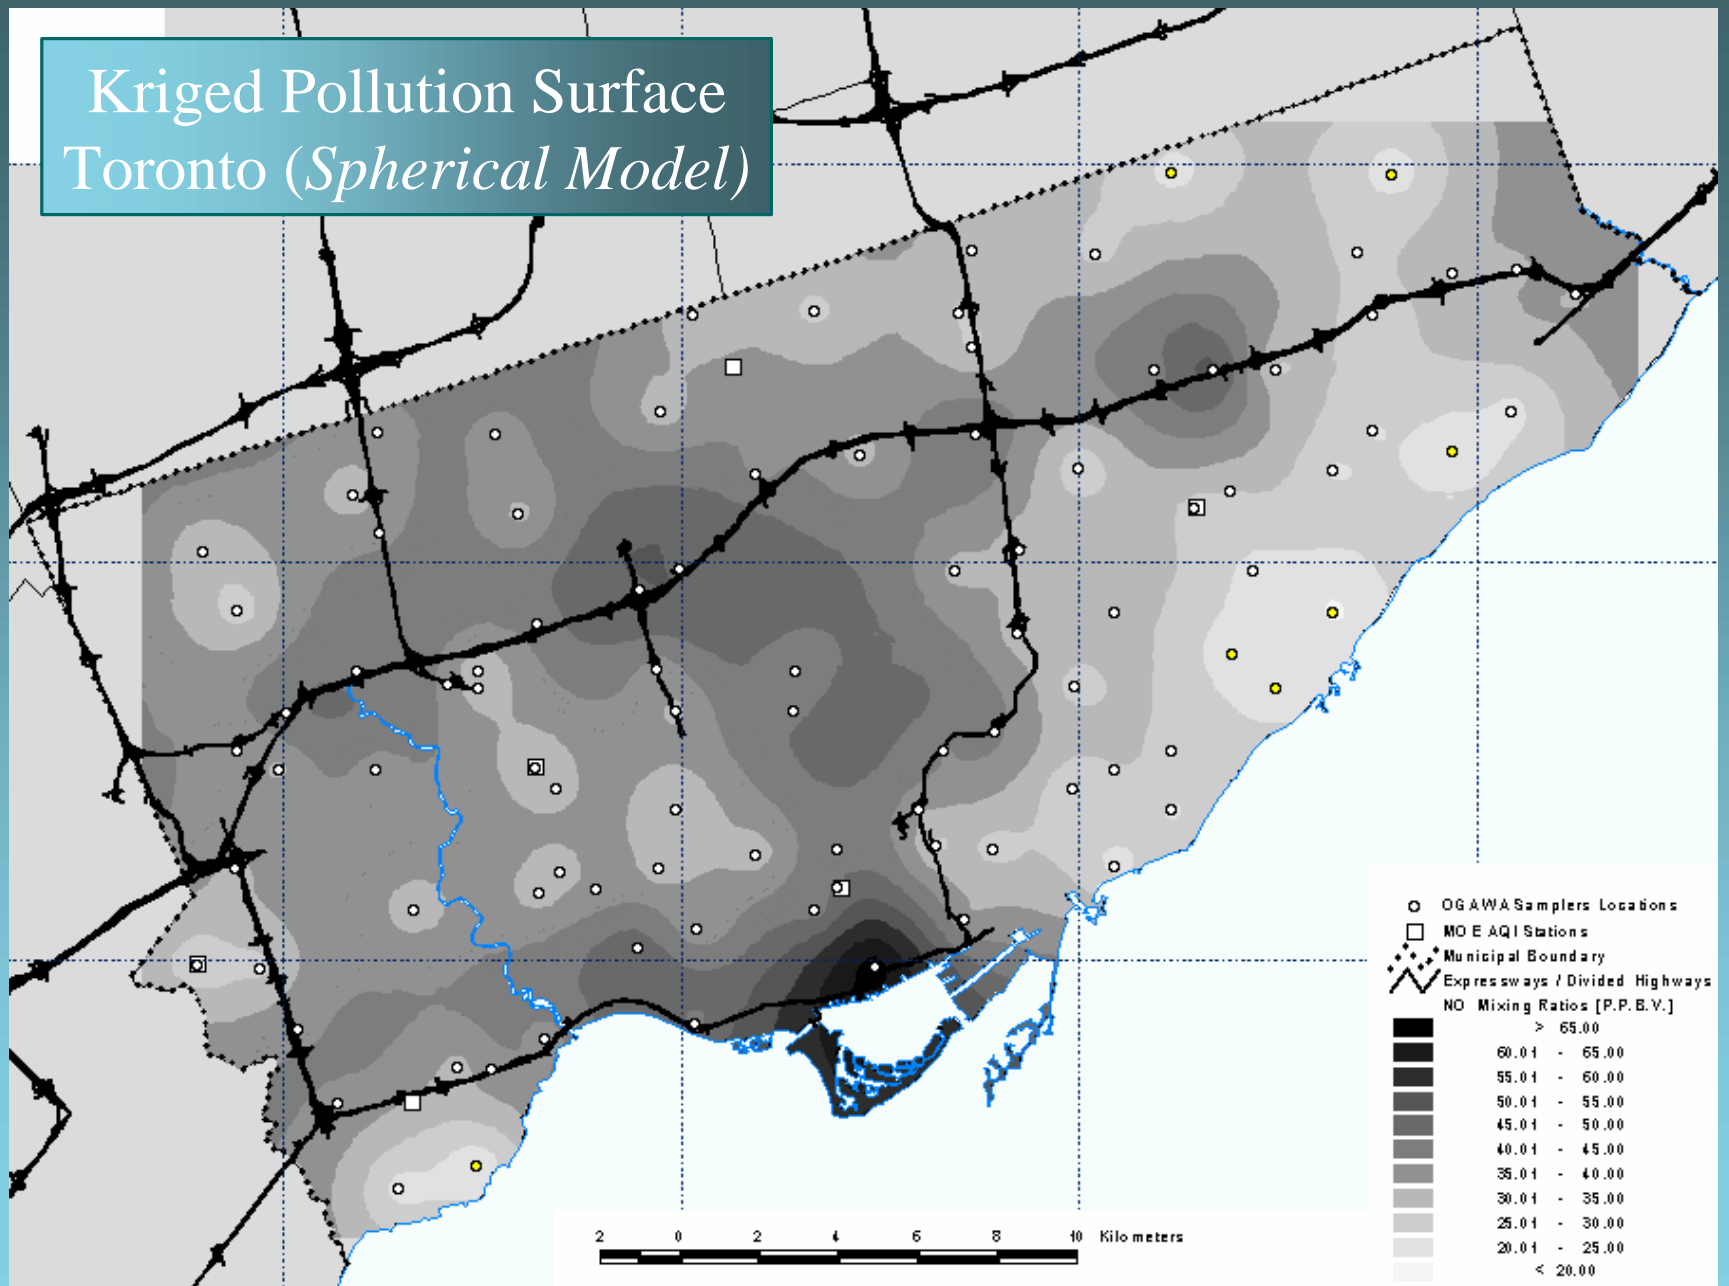 Kriged Pollution Surface
Toronto (Spherical Model)
OGAWA Samplers Locations
MOE AQI Stations
Municipal Boundary
Expressways / Divided Highways
NO Mixing Ratios [P.P.B.V.]
> 65.00
60.01 - 65.00
55.01 - 60.00
50.01 - 55.00
45.01 - 50.00
40.01 - 45.00
35.01 - 40.00
30.01 - 35.00
25.01 - 30.00
20.01 - 25.00
< 20.00
2 0 2 4 6 8 10 Kilometers